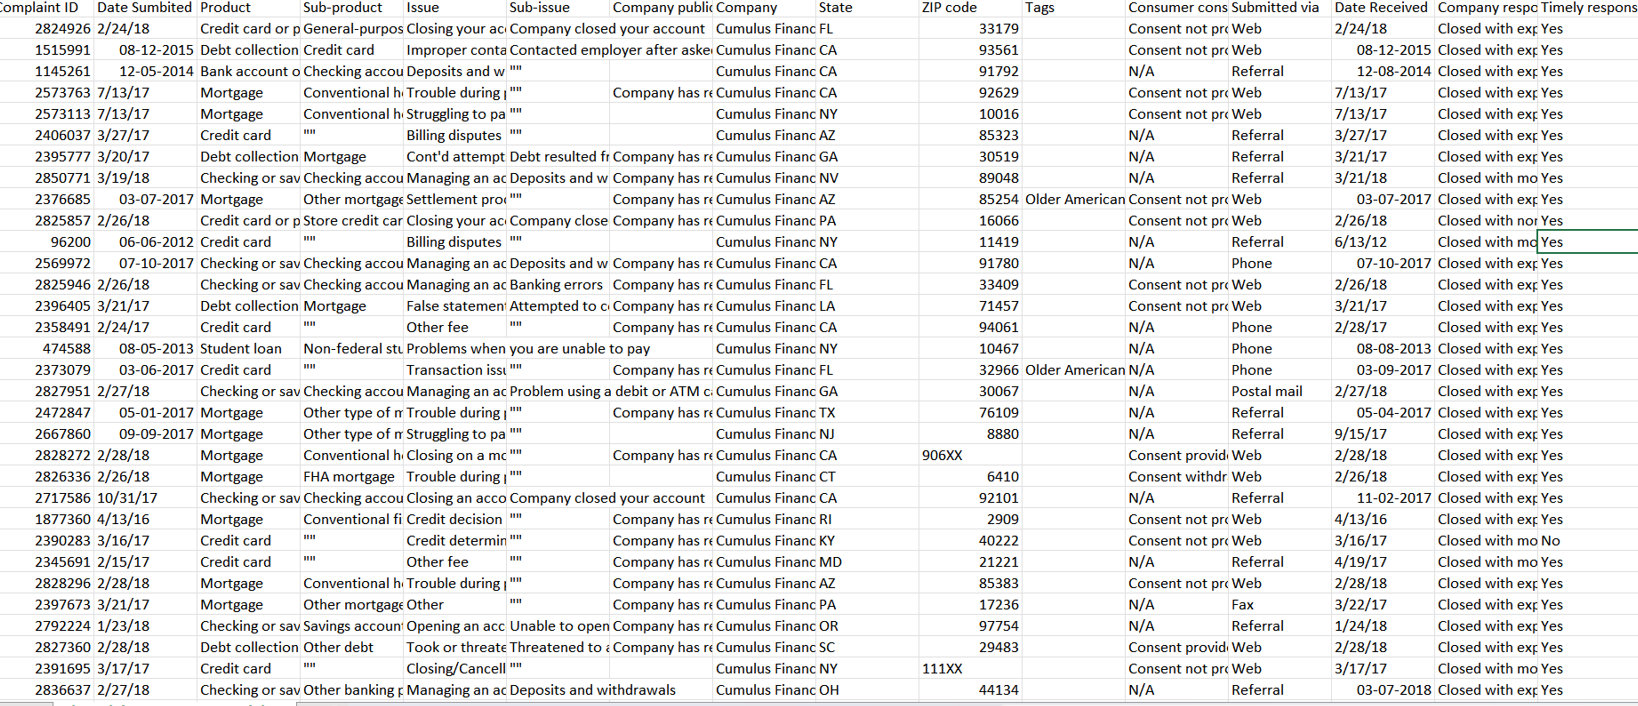 Complaint ID Date Sumbited Product Sub-product Issue Sub-issue Company public Company State ZIP code Tags Consumer cons Submitted via Date Received Company respo Timely respons
2824926 2/24/18 Credit card or p General-purpos Closing your acc Company closed your account Cumulus Financ FL 33179 Consent not pro Web 2/24/18 Closed with exp Yes
1515991 08-12-2015 Debt collection Credit card Improper conta Contacted employer after aske Cumulus Financ CA 93561 Consent not pro Web 08-12-2015 Closed with exp Yes
1145261 12-05-2014 Bank account o Checking accou Deposits and w "" Cumulus Financ CA 91792 N/A Referral 12-08-2014 Closed with exp Yes
2573763 7/13/17 Mortgage Conventional h Trouble during p "" Company has re Cumulus Financ CA 92629 Consent not pro Web 7/13/17 Closed with exp Yes
2573113 7/13/17 Mortgage Conventional h Struggling to pa "" Cumulus Financ NY 10016 Consent not pro Web 7/13/17 Closed with exp Yes
2406037 3/27/17 Credit card "" Billing disputes "" Cumulus Financ AZ 85323 N/A Referral 3/27/17 Closed with exp Yes
2395777 3/20/17 Debt collection Mortgage Cont'd attempt Debt resulted fr Company has re Cumulus Financ GA 30519 N/A Referral 3/21/17 Closed with exp Yes
2850771 3/19/18 Checking or sav Checking accou Managing an ac Deposits and w Company has re Cumulus Financ NV 89048 N/A Referral 3/21/18 Closed with mo Yes
2376685 03-07-2017 Mortgage Other mortgage Settlement proc "" Company has re Cumulus Financ AZ 85254 Older American Consent not pro Web 03-07-2017 Closed with exp Yes
2825857 2/26/18 Credit card or p Store credit car Closing your acc Company close Company has re Cumulus Financ PA 16066 Consent not pro Web 2/26/18 Closed with nor Yes
96200 06-06-2012 Credit card "" Billing disputes "" Cumulus Financ NY 11419 N/A Referral 6/13/12 Closed with mo Yes
2569972 07-10-2017 Checking or sav Checking accou Managing an ac Deposits and w Company has re Cumulus Financ CA 91780 N/A Phone 07-10-2017 Closed with exp Yes
2825946 2/26/18 Checking or sav Checking accou Managing an ac Banking errors Company has re Cumulus Financ FL 33409 Consent not pro Web 2/26/18 Closed with exp Yes
2396405 3/21/17 Debt collection Mortgage False statement Attempted to c Company has re Cumulus Financ LA 71457 Consent not pro Web 3/21/17 Closed with exp Yes
2358491 2/24/17 Credit card "" Other fee "" Company has re Cumulus Financ CA 94061 N/A Phone 2/28/17 Closed with exp Yes
474588 08-05-2013 Student loan Non-federal stu Problems when you are unable to pay Cumulus Financ NY 10467 N/A Phone 08-08-2013 Closed with exp Yes
2373079 03-06-2017 Credit card "" Transaction issu "" Company has re Cumulus Financ FL 32966 Older American N/A Phone 03-09-2017 Closed with exp Yes
2827951 2/27/18 Checking or sav Checking accou Managing an ac Problem using a debit or ATM c Cumulus Financ GA 30067 N/A Postal mail 2/27/18 Closed with exp Yes
2472847 05-01-2017 Mortgage Other type of m Trouble during p "" Company has re Cumulus Financ TX 76109 N/A Referral 05-04-2017 Closed with exp Yes
2667860 09-09-2017 Mortgage Other type of m Struggling to pa "" Cumulus Financ NJ 8880 N/A Referral 9/15/17 Closed with exp Yes
2828272 2/28/18 Mortgage Conventional h Closing on a mo "" Company has re Cumulus Financ CA 906XX Consent provid Web 2/28/18 Closed with exp Yes
2826336 2/26/18 Mortgage FHA mortgage Trouble during p "" Cumulus Financ CT 6410 Consent withdr Web 2/26/18 Closed with exp Yes
2717586 10/31/17 Checking or sav Checking accou Closing an acco Company closed your account Cumulus Financ CA 92101 N/A Referral 11-02-2017 Closed with exp Yes
1877360 4/13/16 Mortgage Conventional fi Credit decision "" Company has re Cumulus Financ RI 2909 Consent not pro Web 4/13/16 Closed with exp Yes
2390283 3/16/17 Credit card "" Credit determin "" Company has re Cumulus Financ KY 40222 Consent not pro Web 3/16/17 Closed with mo No
2345691 2/15/17 Credit card "" Other fee "" Company has re Cumulus Financ MD 21221 N/A Referral 4/19/17 Closed with mo Yes
2828296 2/28/18 Mortgage Conventional h Trouble during p "" Company has re Cumulus Financ AZ 85383 Consent not pro Web 2/28/18 Closed with exp Yes
2397673 3/21/17 Mortgage Other mortgage Other "" Company has re Cumulus Financ PA 17236 N/A Fax 3/22/17 Closed with exp Yes
2792224 1/23/18 Checking or sav Savings account Opening an acc Unable to open Company has re Cumulus Financ OR 97754 N/A Referral 1/24/18 Closed with exp Yes
2827360 2/28/18 Debt collection Other debt Took or threate Threatened to a Company has re Cumulus Financ SC 29483 Consent provid Web 2/28/18 Closed with exp Yes
2391695 3/17/17 Credit card "" Closing/Cancell "" Cumulus Financ NY 111XX Consent not pro Web 3/17/17 Closed with mo Yes
2836637 2/27/18 Checking or sav Other banking p Managing an ac Deposits and withdrawals Cumulus Financ OH 44134 N/A Referral 03-07-2018 Closed with exp Yes